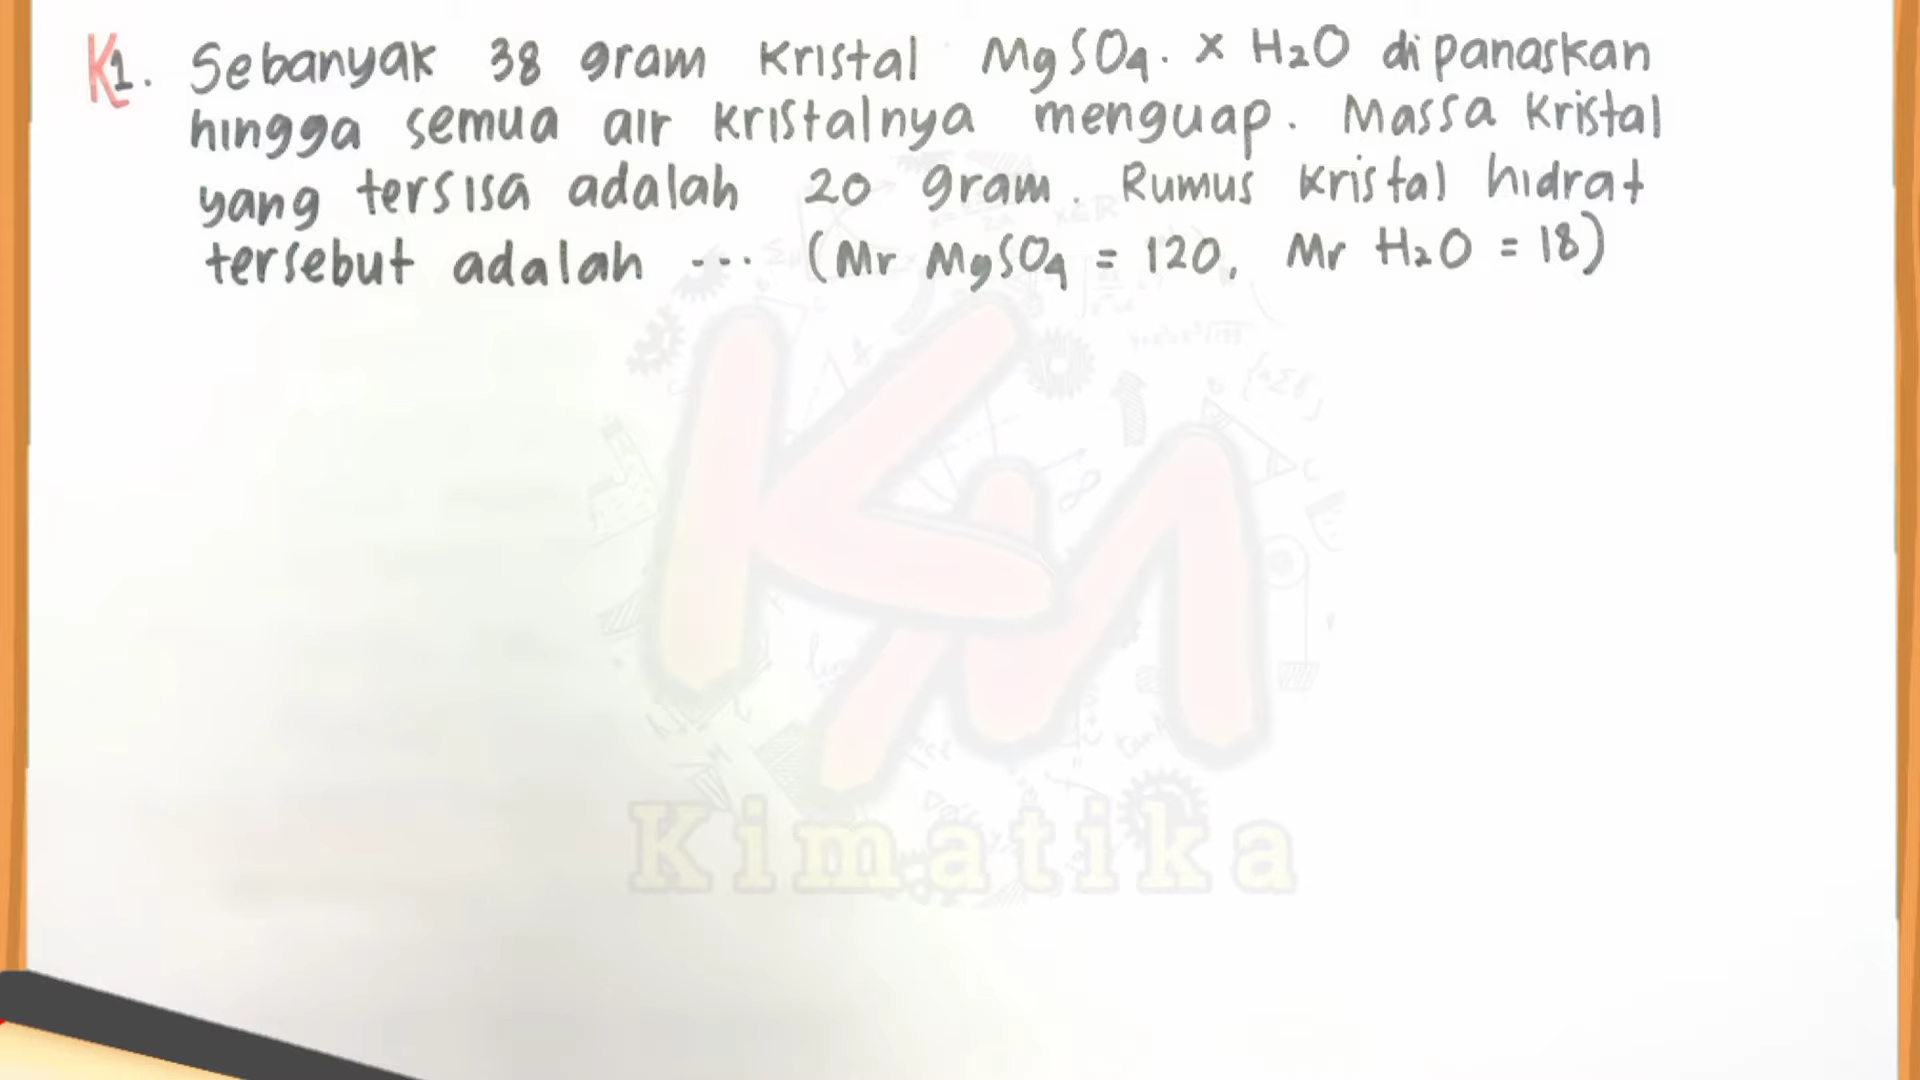 K1. Sebanyak 38 gram Kristal MgSO4. x H2O dipanaskan
hingga semua air kristalnya menguap. Massa Kristal
yang tersisa adalah 20 gram. Rumus Kristal hidrat
tersebut adalah ... (Mr MgSO4 = 120, Mr H2O = 18)
KM
Kimatika